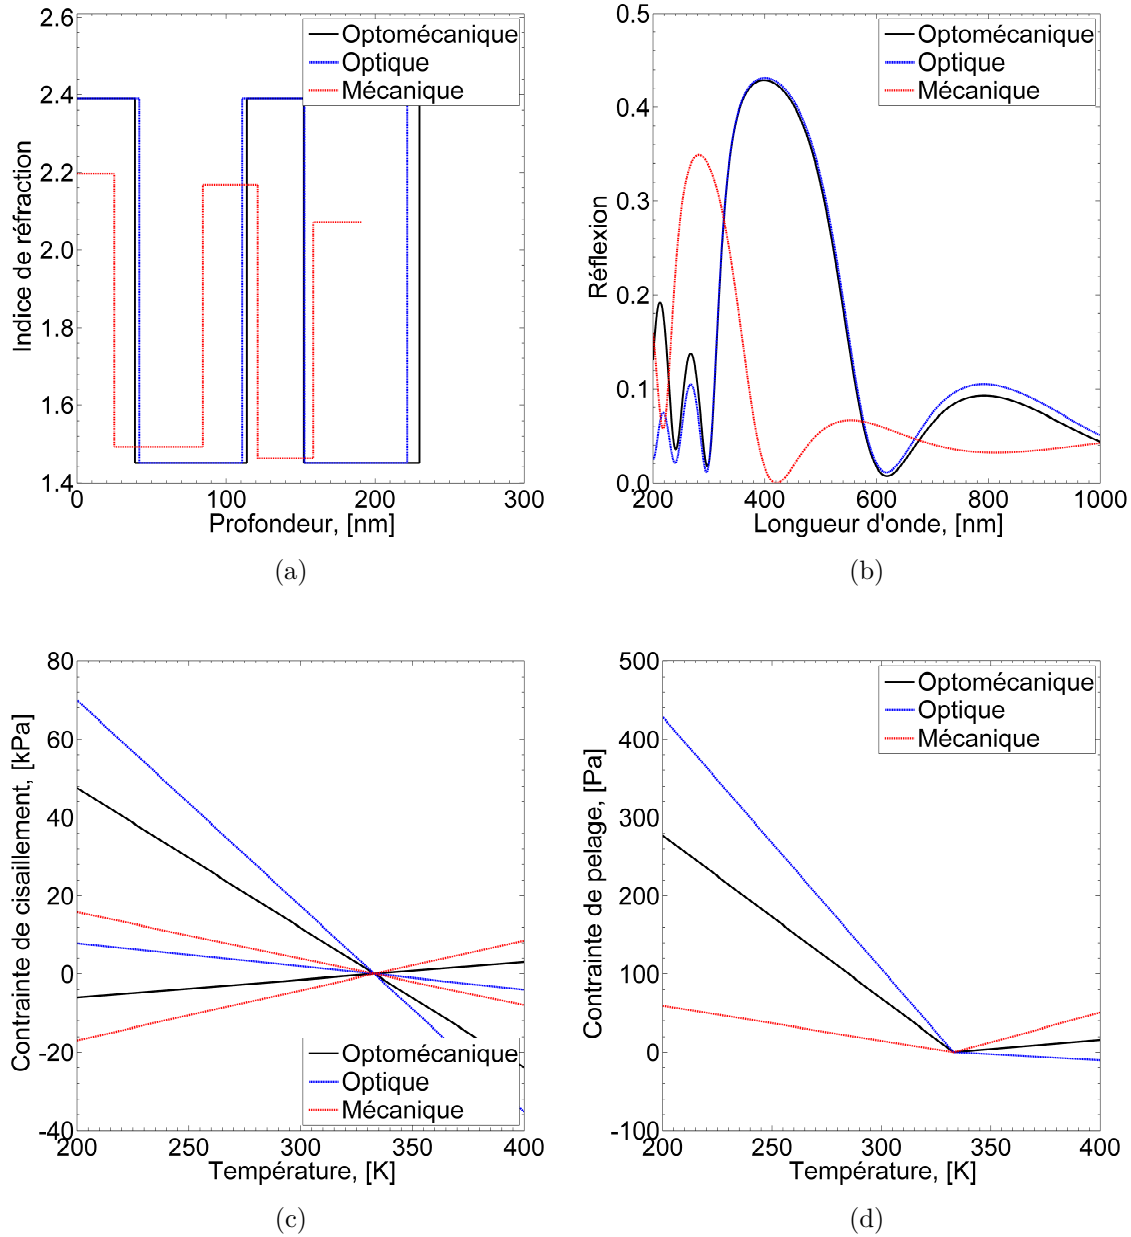 2.6
2.4
2.2
2.0
1.8
1.6
1.4
0
100
200
300
Indice de réfraction
Profondeur, [nm]
Optomécanique
Optique
Mécanique
(a)
0.5
0.4
0.3
0.2
0.1
0.0
200
400
600
800
1000
Réflexion
Longueur d'onde, [nm]
Optomécanique
Optique
Mécanique
(b)
80
60
40
20
0
-20
-40
200
250
300
350
400
Contrainte de cisaillement, [kPa]
Température, [K]
Optomécanique
Optique
Mécanique
(c)
500
400
300
200
100
0
-100
200
250
300
350
400
Contrainte de pelage, [Pa]
Température, [K]
Optomécanique
Optique
Mécanique
(d)